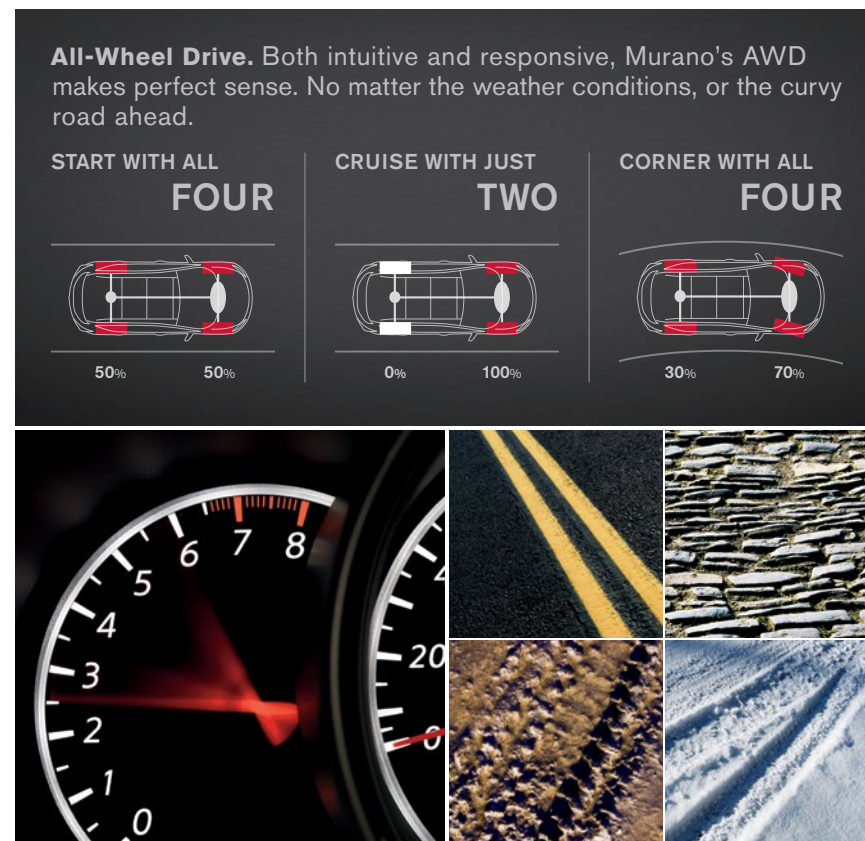 All-Wheel Drive. Both intuitive and responsive, Murano's AWD
makes perfect sense. No matter the weather conditions, or the curvy
road ahead.
START WITH ALL
FOUR
50% 50%
CRUISE WITH JUST
TWO
0% 100%
CORNER WITH ALL
FOUR
30% 70%
8
7
6
5
4
3
2
1
0
4
20
0